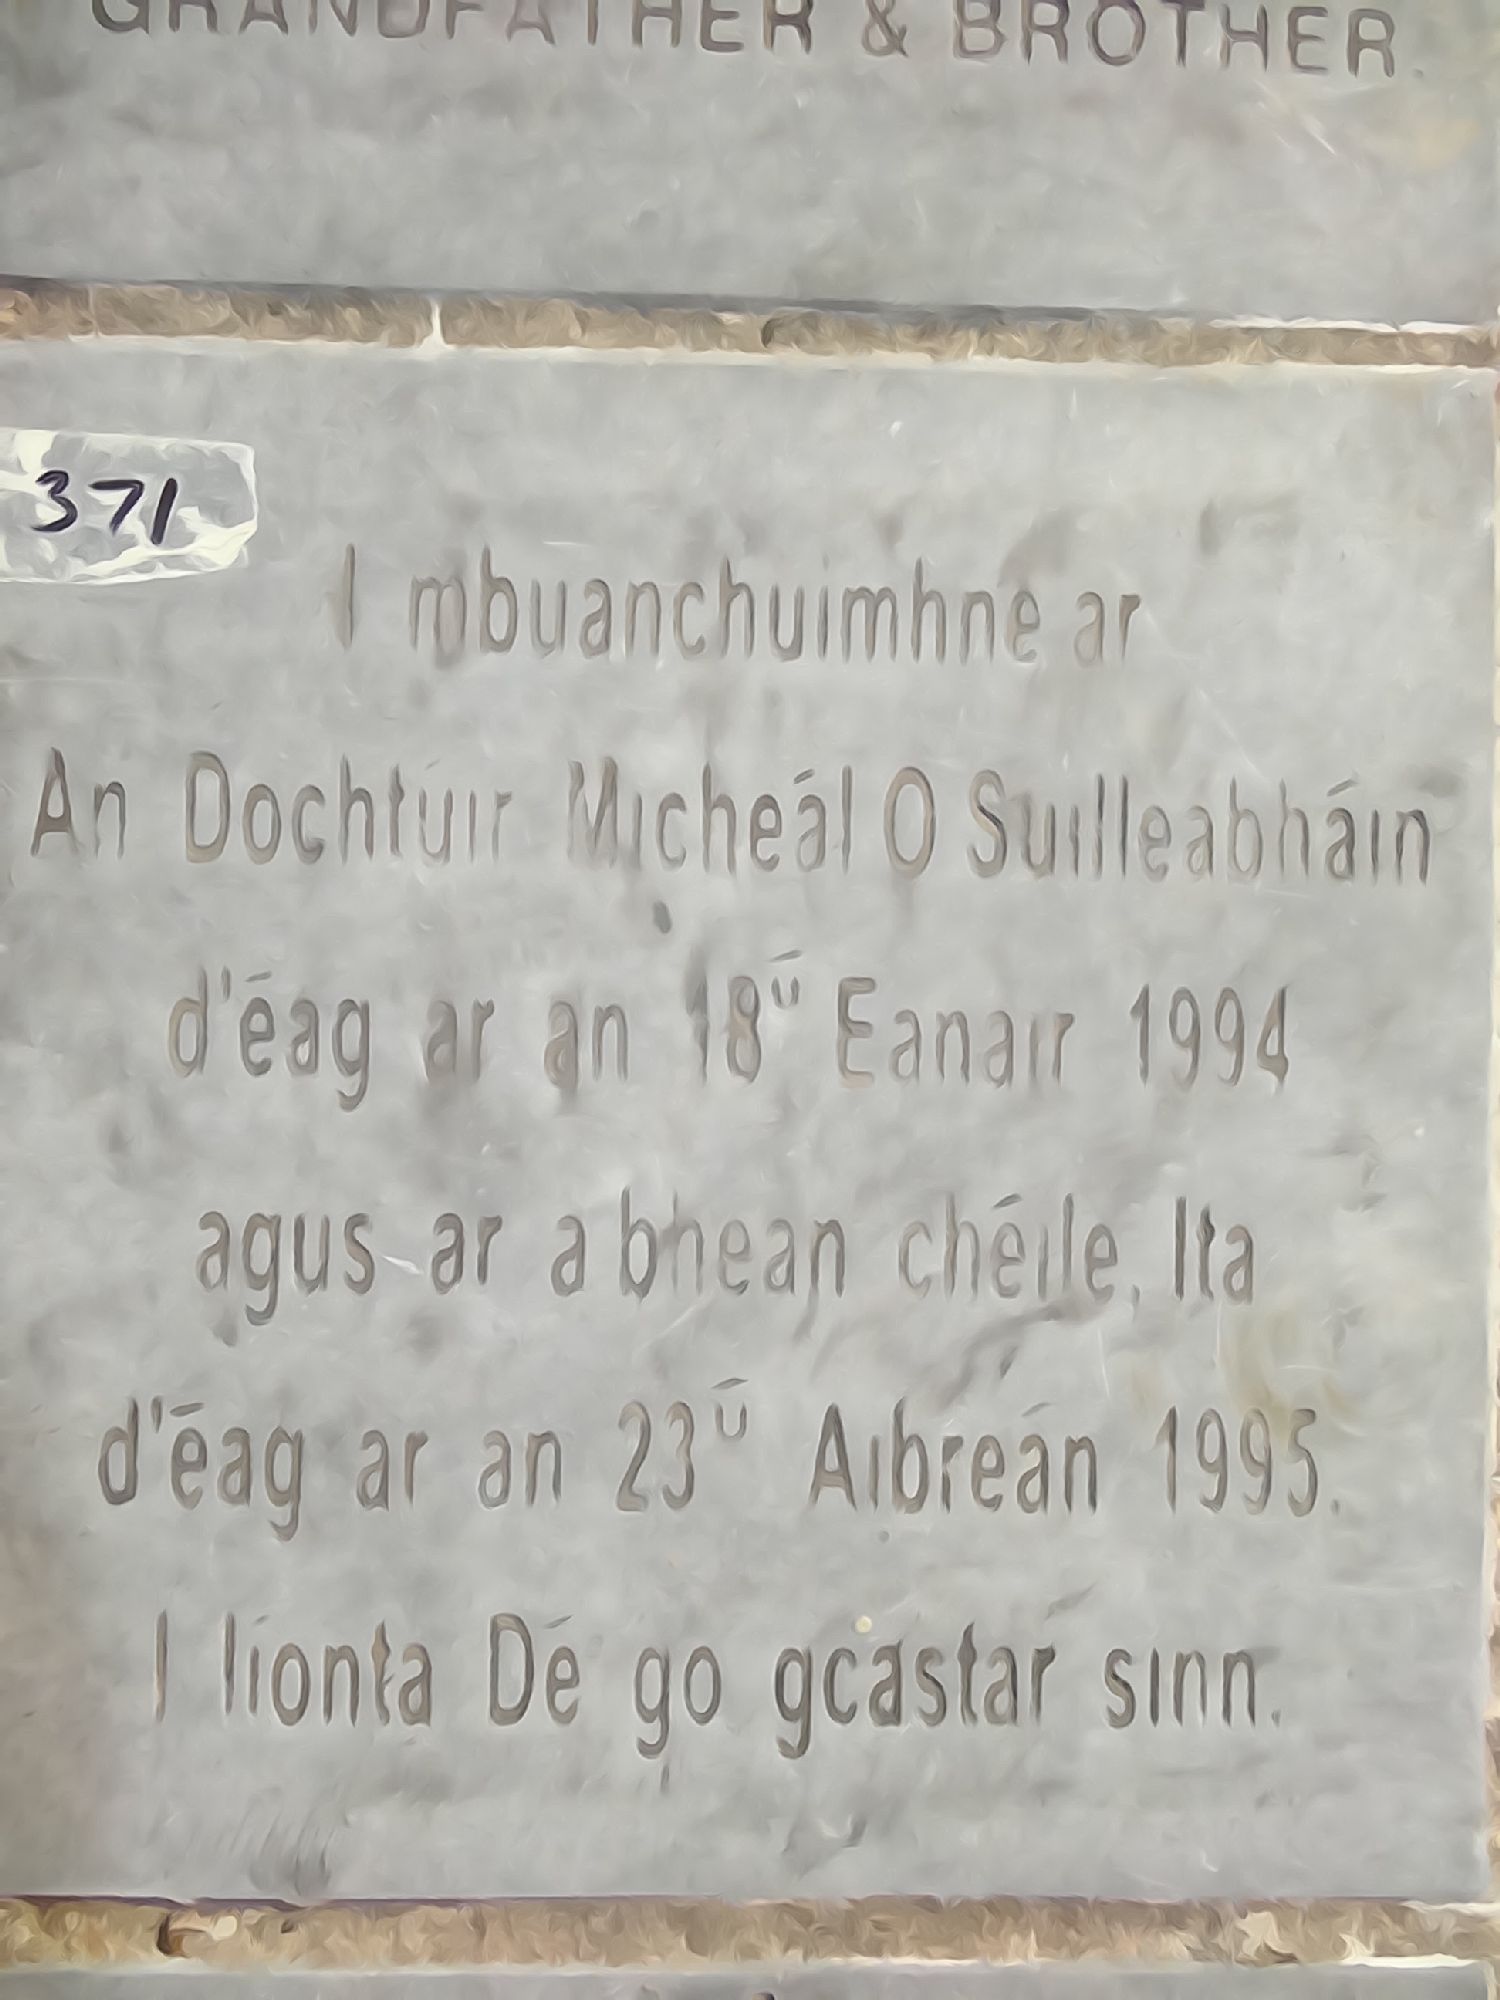 GRANDFATHER & BROTHER.
371
I mbuanchuimhne ar
An Dochtúir Micheál O Suilleabháin
d'éag ar an 18ú Eanair 1994
agus ar a bhean chéile, Ita
d'éag ar an 23ú Aibreán 1995.
I líonta Dé go gcastar sinn.